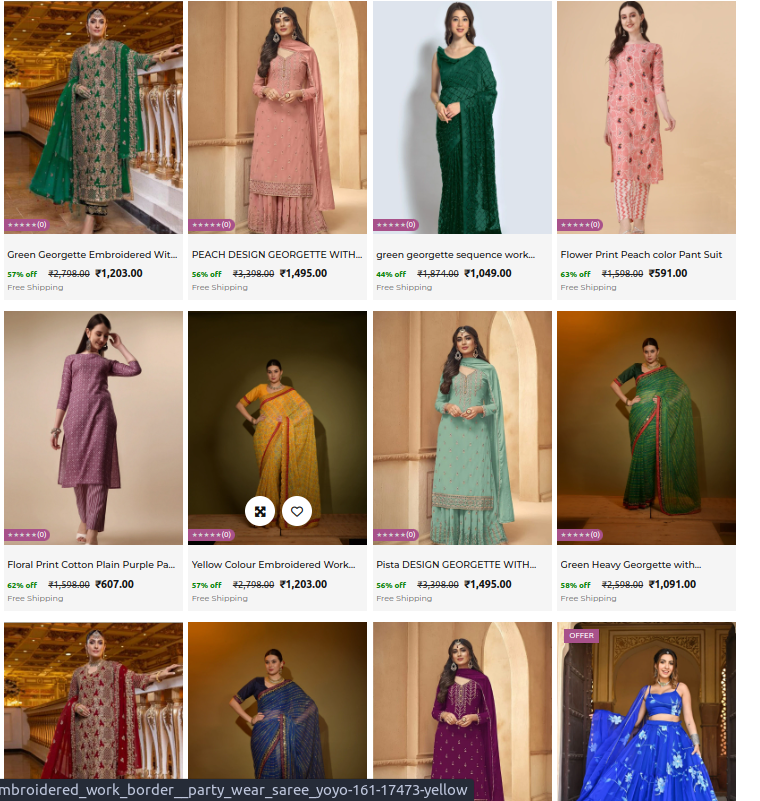 ★★★★★(0)
★★★★★(0)
★★★★★(0)
★★★★★(0)
Green Georgette Embroidered Wit...
57% off ₹2,798.00 ₹1,203.00
Free Shipping
PEACH DESIGN GEORGETTE WITH...
56% off ₹3,398.00 ₹1,495.00
Free Shipping
green georgette sequence work...
44% off ₹1,874.00 ₹1,049.00
Free Shipping
Flower Print Peach color Pant Suit
63% off ₹1,598.00 ₹591.00
Free Shipping
★★★★★(0)
★★★★★(0)
★★★★★(0)
★★★★★(0)
Floral Print Cotton Plain Purple Pa...
62% off ₹1,598.00 ₹607.00
Free Shipping
Yellow Colour Embroidered Work...
57% off ₹2,798.00 ₹1,203.00
Free Shipping
Pista DESIGN GEORGETTE WITH...
56% off ₹3,398.00 ₹1,495.00
Free Shipping
Green Heavy Georgette with...
58% off ₹2,598.00 ₹1,091.00
Free Shipping
OFFER
mbroidered_work_border__party_wear_saree_yoyo-161-17473-yellow